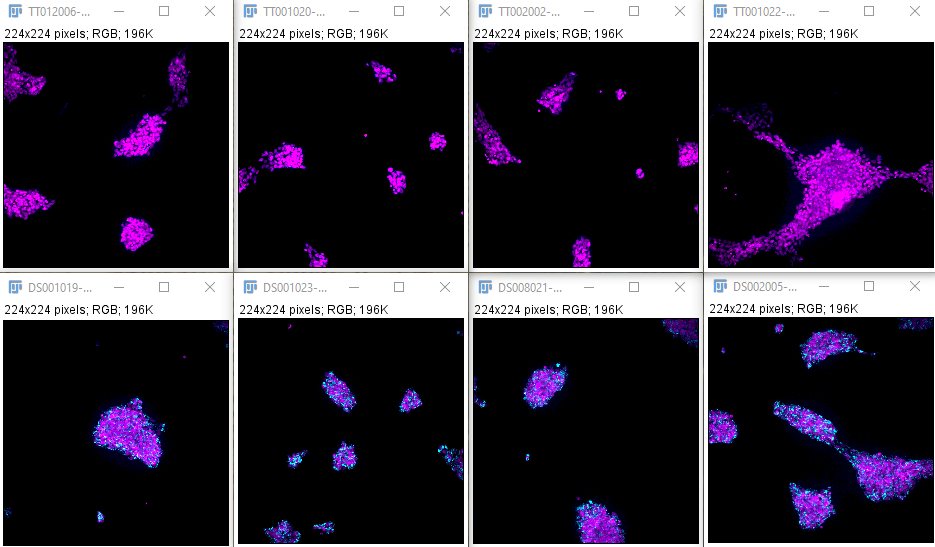 TT012006-...
TT001020-...
TT002002-...
TT001022-...
224x224 pixels; RGB; 196K
224x224 pixels; RGB; 196K
224x224 pixels; RGB; 196K
224x224 pixels; RGB; 196K
DS001019-...
DS001023-...
DS008021-...
DS002005-...
224x224 pixels; RGB; 196K
224x224 pixels; RGB; 196K
224x224 pixels; RGB; 196K
224x224 pixels; RGB; 196K